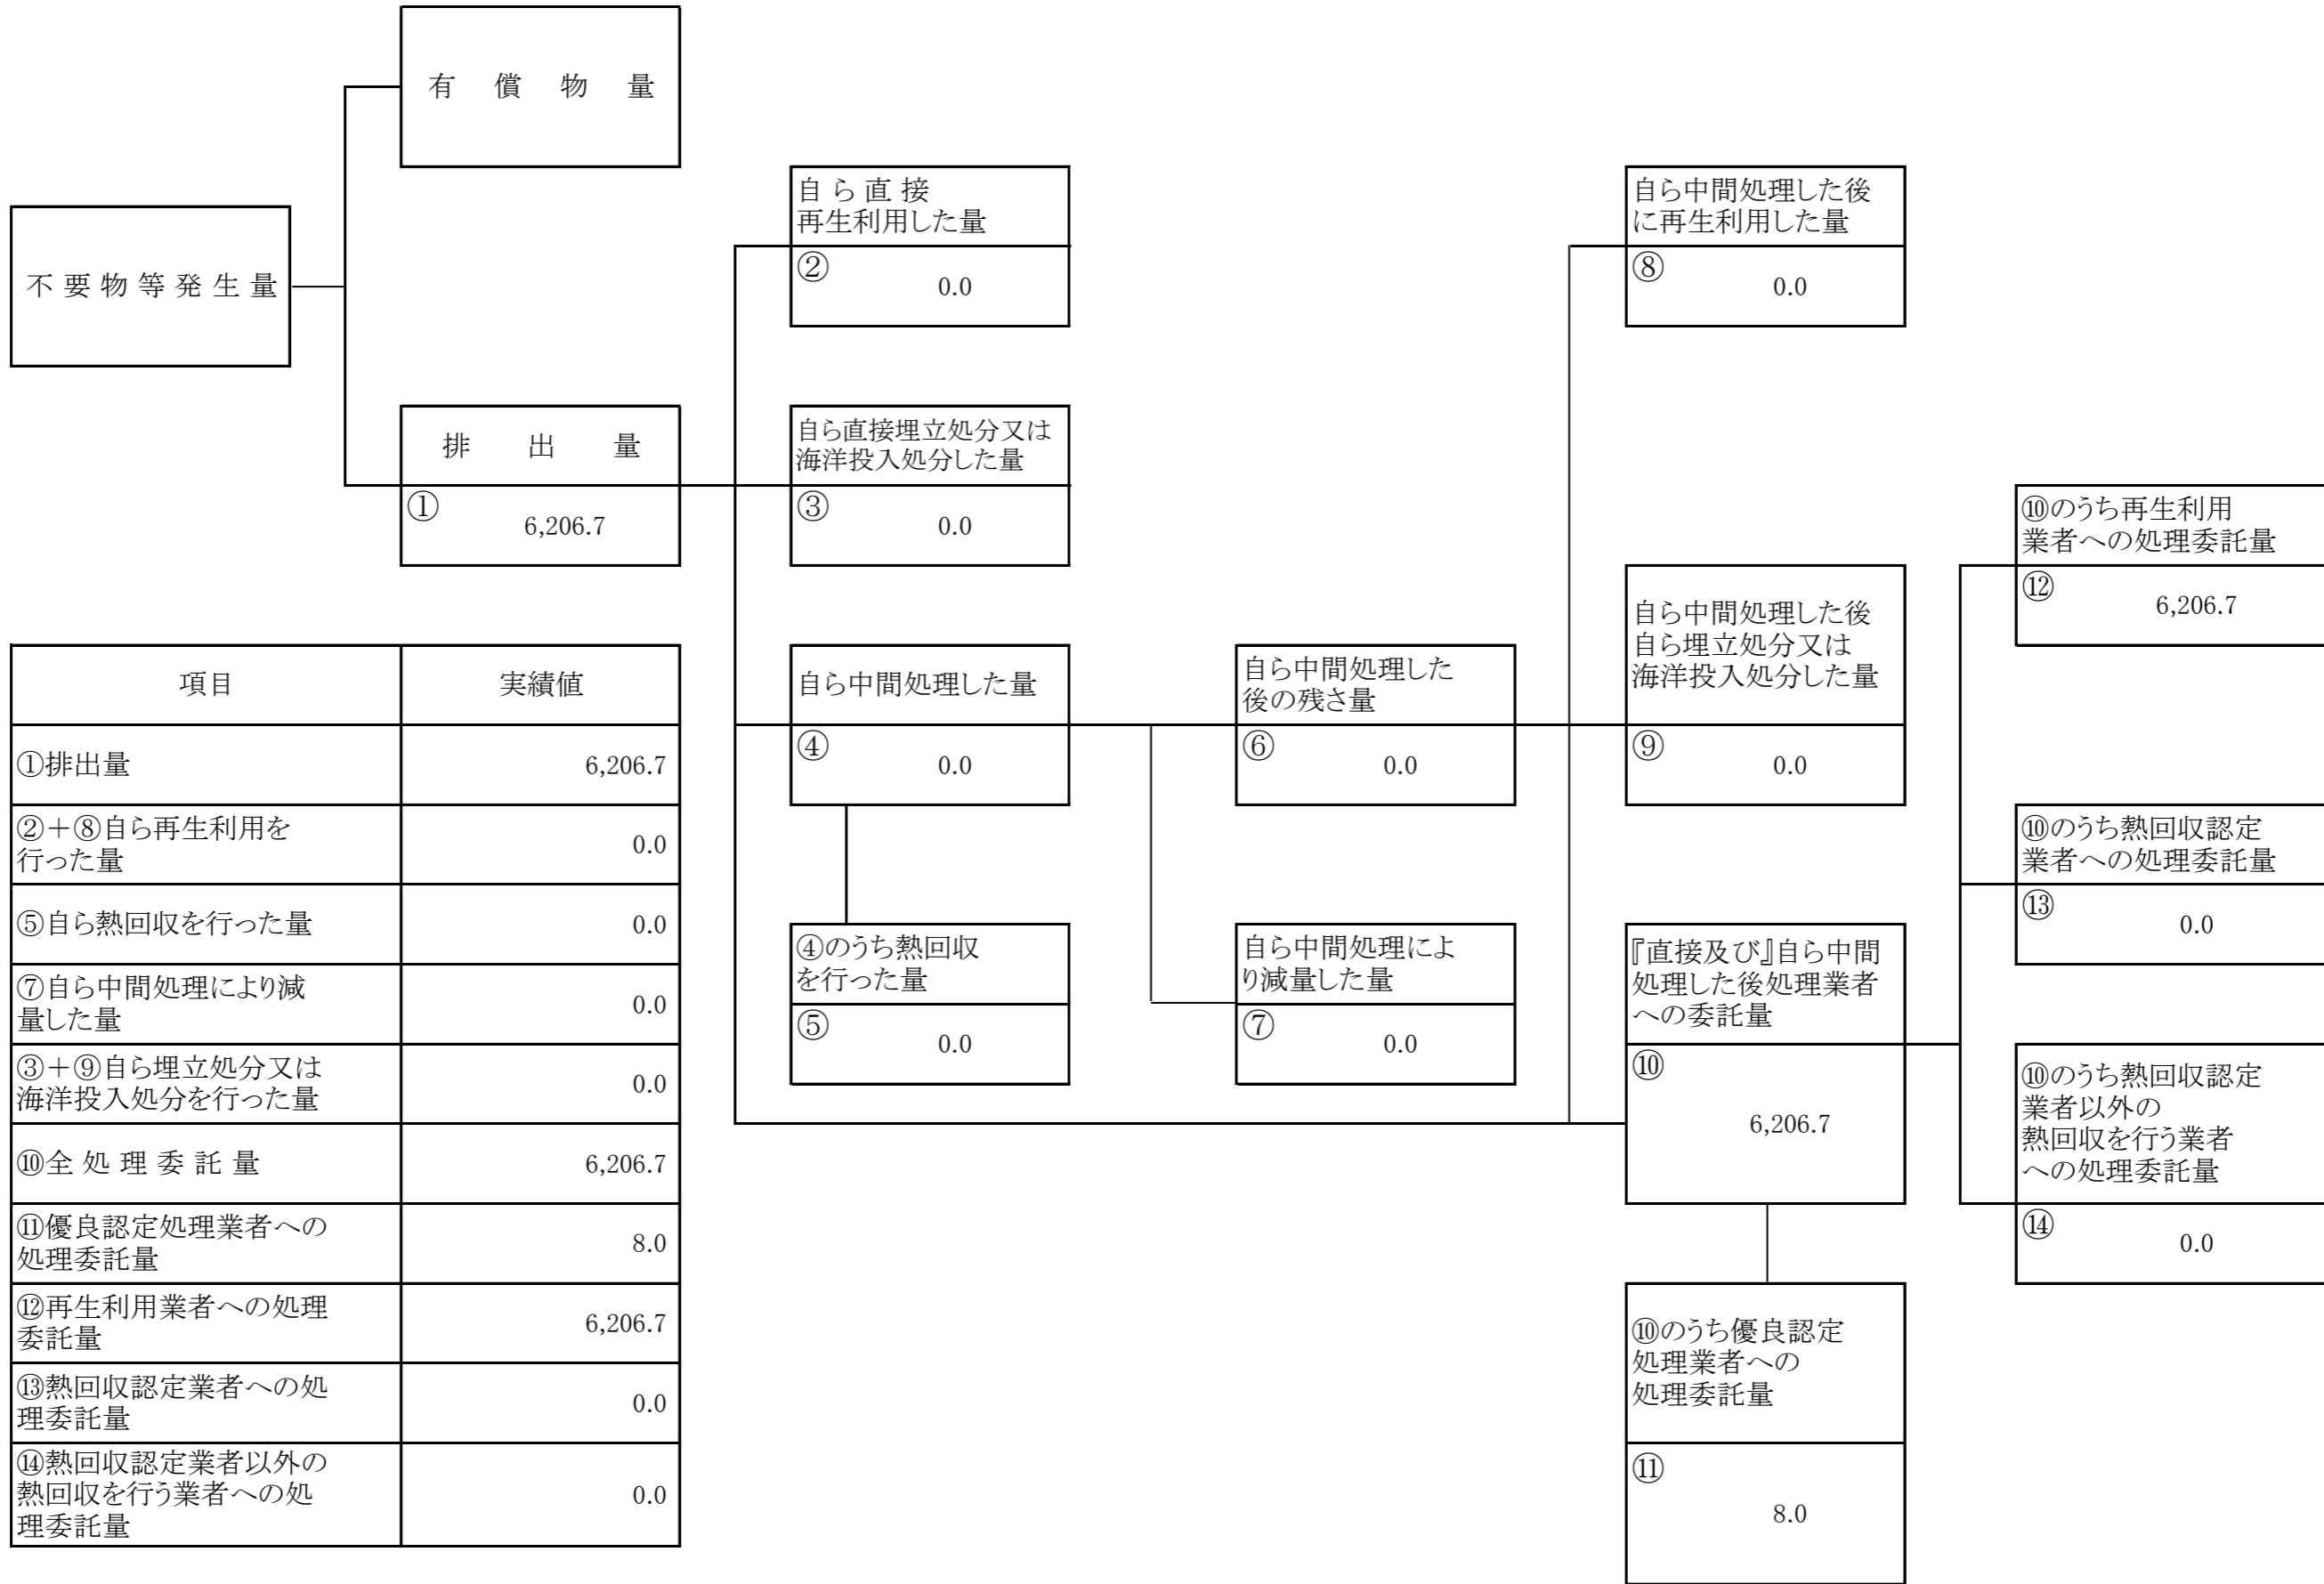 有 償 物 量
不要物等発生量
排 出 量
① 6,206.7
自ら直接
再生利用した量
② 0.0
自ら直接埋立処分又は
海洋投入処分した量
③ 0.0
自ら中間処理した量
④ 0.0
④のうち熱回収
を行った量
⑤ 0.0
自ら中間処理した
後の残さ量
⑥ 0.0
自ら中間処理によ
り減量した量
⑦ 0.0
自ら中間処理した後
に再生利用した量
⑧ 0.0
自ら中間処理した後
自ら埋立処分又は
海洋投入処分した量
⑨ 0.0
『直接及び』自ら中間
処理した後処理業者
への委託量
⑩
6,206.7
⑩のうち優良認定
処理業者への
処理委託量
⑪
8.0
⑩のうち再生利用
業者への処理委託量
⑫ 6,206.7
⑩のうち熱回収認定
業者への処理委託量
⑬ 0.0
⑩のうち熱回収認定
業者以外の
熱回収を行う業者
への処理委託量
⑭ 0.0
項目 実績値
①排出量 6,206.7
②＋⑧自ら再生利用を
行った量 0.0
⑤自ら熱回収を行った量 0.0
⑦自ら中間処理により減
量した量 0.0
③＋⑨自ら埋立処分又は
海洋投入処分を行った量 0.0
⑩全 処 理 委 託 量 6,206.7
⑪優良認定処理業者への
処理委託量 8.0
⑫再生利用業者への処理
委託量 6,206.7
⑬熱回収認定業者への処
理委託量 0.0
⑭熱回収認定業者以外の
熱回収を行う業者への処
理委託量 0.0